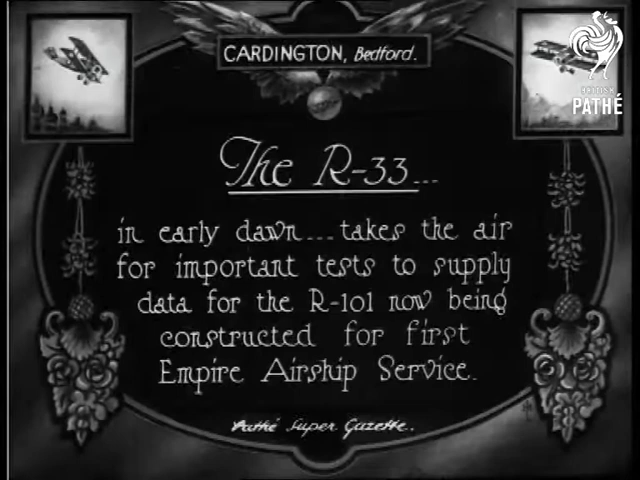 CARDINGTON, Bedford.
BRITISH
PATHÉ
The R-33...
in early dawn... takes the air
for important tests to supply
data for the R-101 now being
constructed for first
Empire Airship Service.
Pathé Super Gazette.